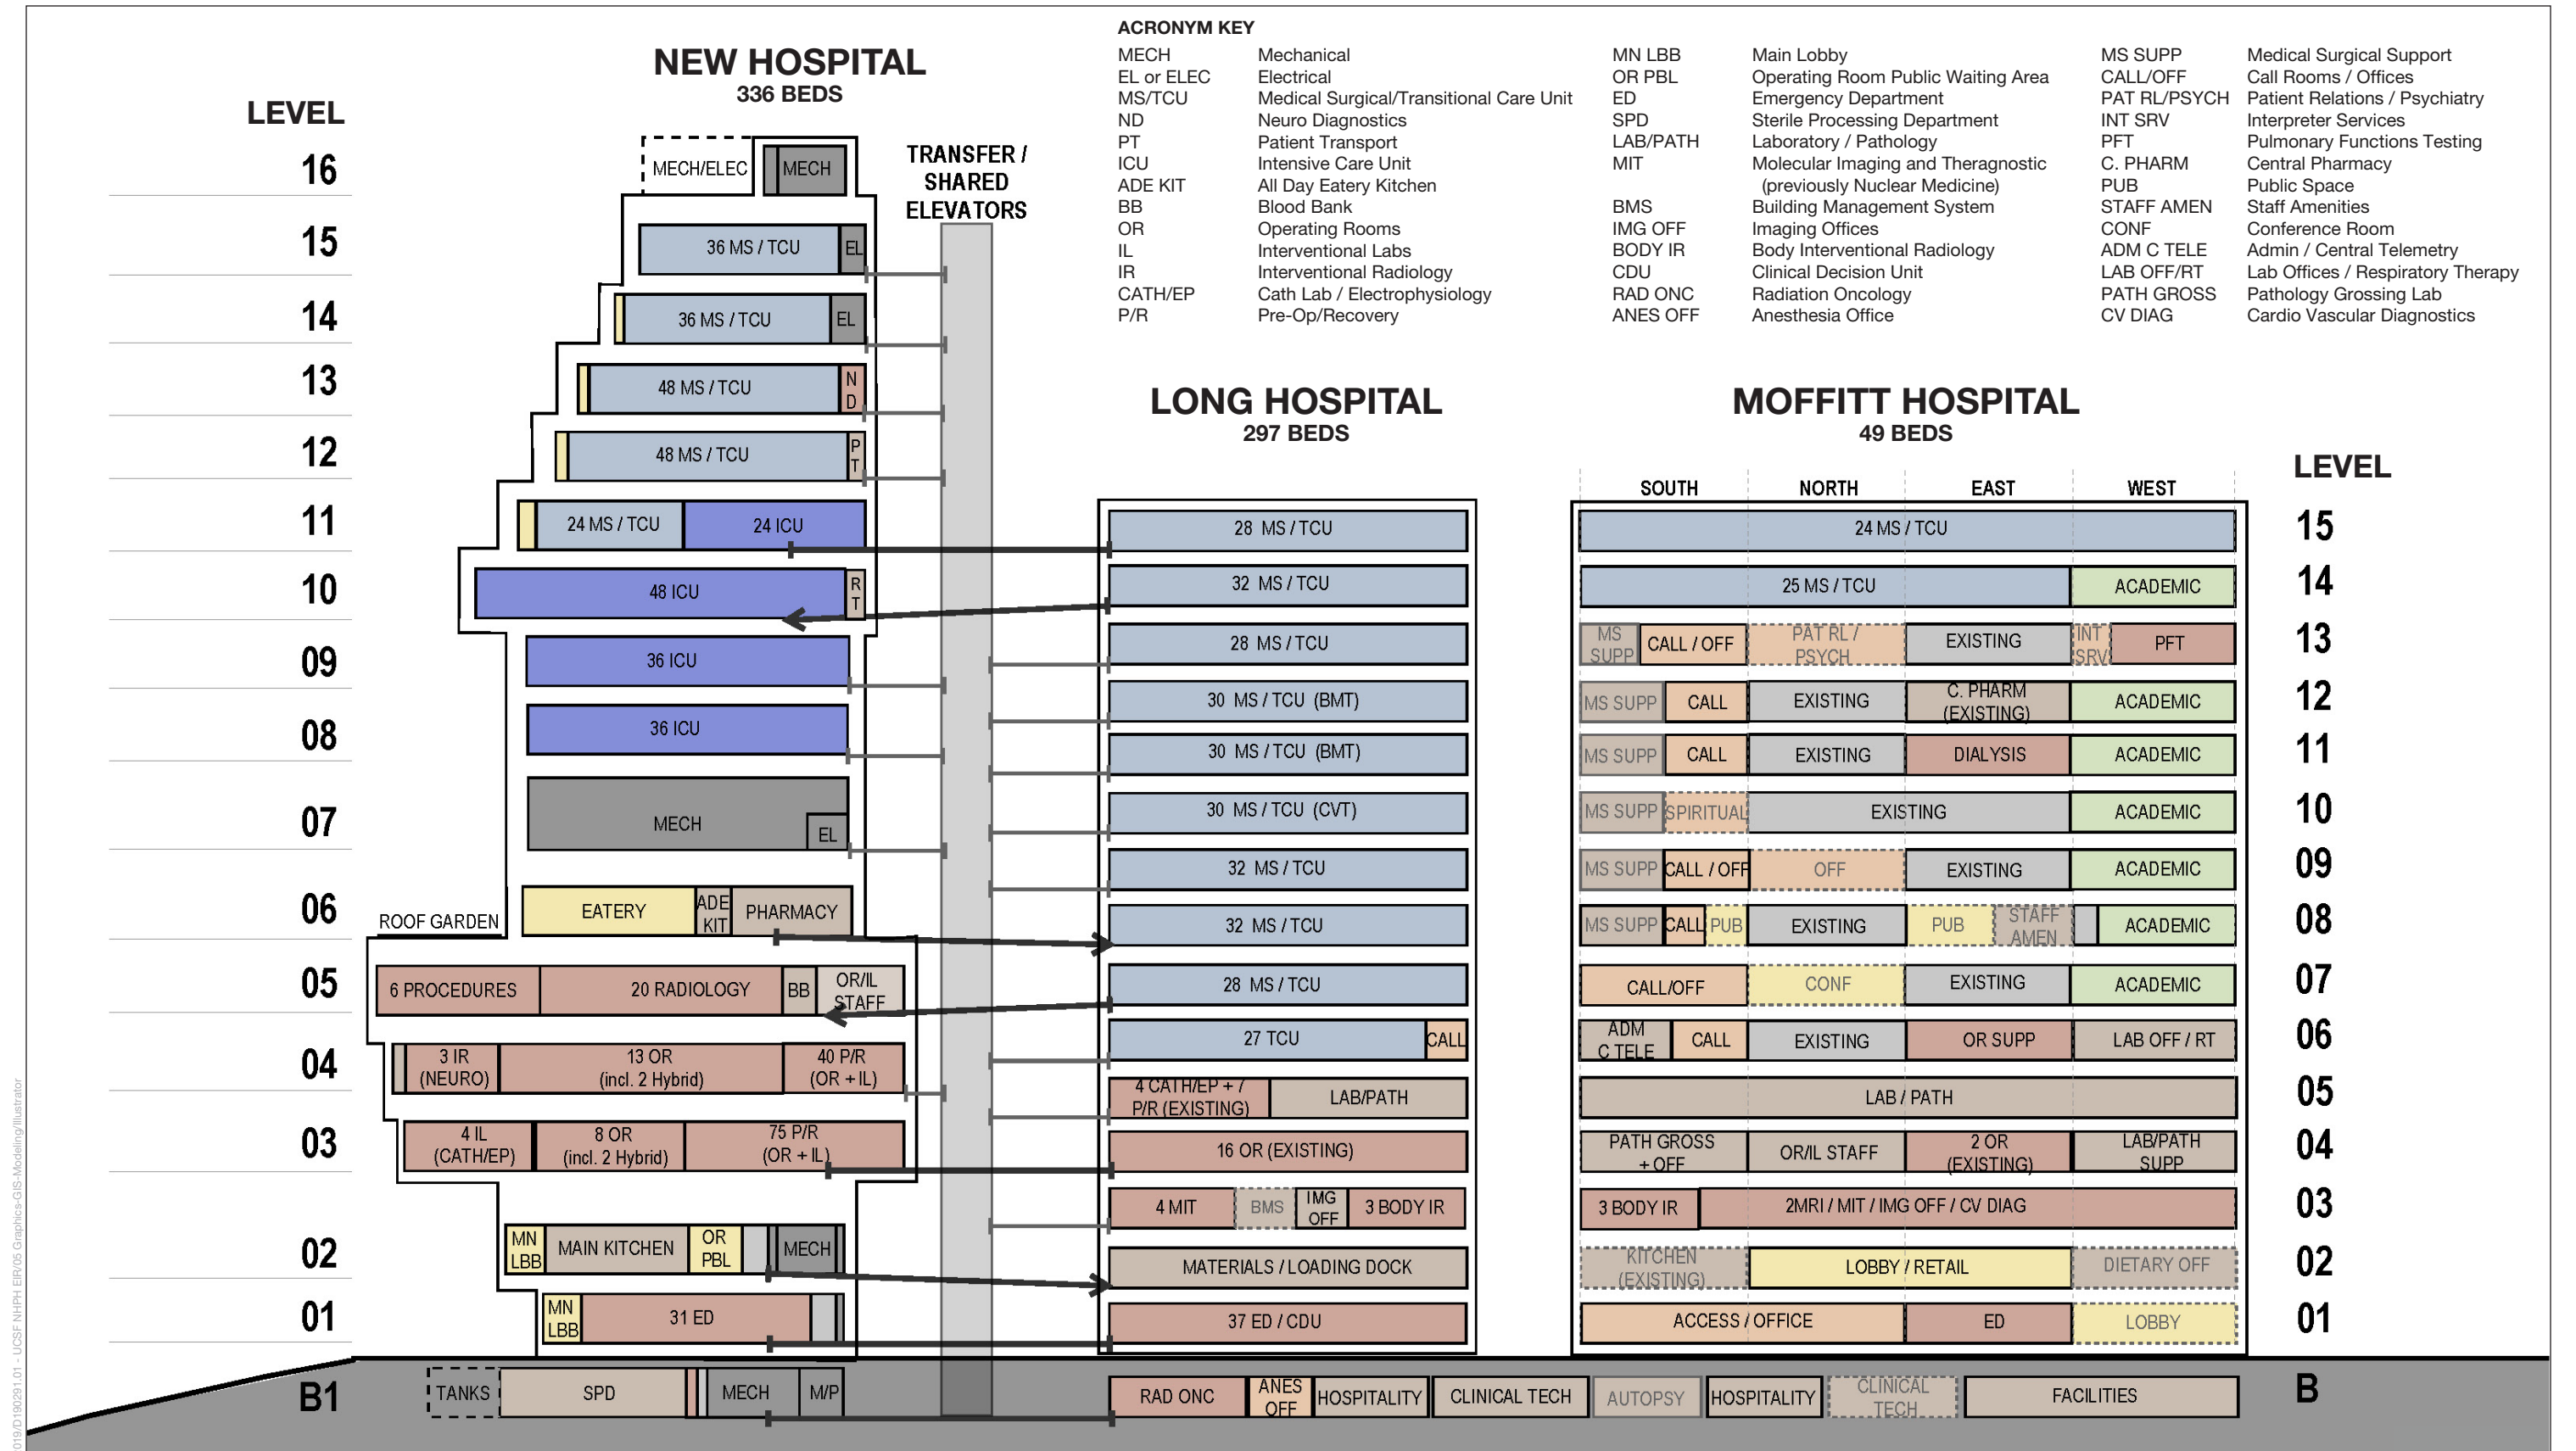 ACRONYM KEY
MECH Mechanical
EL or ELEC Electrical
MS/TCU Medical Surgical/Transitional Care Unit
ND Neuro Diagnostics
PT Patient Transport
ICU Intensive Care Unit
ADE KIT All Day Eatery Kitchen
BB Blood Bank
OR Operating Rooms
IL Interventional Labs
IR Interventional Radiology
CATH/EP Cath Lab / Electrophysiology
P/R Pre-Op/Recovery
MN LBB Main Lobby
OR PBL Operating Room Public Waiting Area
ED Emergency Department
SPD Sterile Processing Department
LAB/PATH Laboratory / Pathology
MIT Molecular Imaging and Theragnostic
(previously Nuclear Medicine)
BMS Building Management System
IMG OFF Imaging Offices
BODY IR Body Interventional Radiology
CDU Clinical Decision Unit
RAD ONC Radiation Oncology
ANES OFF Anesthesia Office
MS SUPP Medical Surgical Support
CALL/OFF Call Rooms / Offices
PAT RL/PSYCH Patient Relations / Psychiatry
INT SRV Interpreter Services
PFT Pulmonary Functions Testing
C. PHARM Central Pharmacy
PUB Public Space
STAFF AMEN Staff Amenities
CONF Conference Room
ADM C TELE Admin / Central Telemetry
LAB OFF/RT Lab Offices / Respiratory Therapy
PATH GROSS Pathology Grossing Lab
CV DIAG Cardio Vascular Diagnostics
NEW HOSPITAL
336 BEDS
LEVEL
TRANSFER /
SHARED
ELEVATORS
16 MECH/ELEC MECH
15 36 MS / TCU EL
14 36 MS / TCU EL
13 48 MS / TCU N
D
12 48 MS / TCU P
T
11 24 MS / TCU 24 ICU
10 48 ICU R
T
09 36 ICU
08 36 ICU
07 MECH EL
06 ROOF GARDEN EATERY ADE
KIT PHARMACY
05 6 PROCEDURES 20 RADIOLOGY BB OR/IL
STAFF
04 3 IR
(NEURO) 13 OR
(incl. 2 Hybrid) 40 P/R
(OR + IL)
03 4 IL
(CATH/EP) 8 OR
(incl. 2 Hybrid) 75 P/R
(OR + IL)
02 MN
LBB MAIN KITCHEN OR
PBL MECH
01 MN
LBB 31 ED
B1 TANKS SPD MECH M/P
LONG HOSPITAL
297 BEDS
28 MS / TCU
32 MS / TCU
28 MS / TCU
30 MS / TCU (BMT)
30 MS / TCU (BMT)
30 MS / TCU (CVT)
32 MS / TCU
32 MS / TCU
28 MS / TCU
27 TCU CALL
4 CATH/EP + 7
P/R (EXISTING) LAB/PATH
16 OR (EXISTING)
4 MIT BMS IMG
OFF 3 BODY IR
MATERIALS / LOADING DOCK
37 ED / CDU
MOFFITT HOSPITAL
49 BEDS
LEVEL
SOUTH NORTH EAST WEST
24 MS / TCU 15
25 MS / TCU ACADEMIC 14
MS
SUPP CALL / OFF PAT RL /
PSYCH EXISTING INT
SRV PFT 13
MS SUPP CALL EXISTING C. PHARM
(EXISTING) ACADEMIC 12
MS SUPP CALL EXISTING DIALYSIS ACADEMIC 11
MS SUPP SPIRITUAL EXISTING ACADEMIC 10
MS SUPP CALL / OFF OFF EXISTING ACADEMIC 09
MS SUPP CALL PUB EXISTING PUB STAFF
AMEN ACADEMIC 08
CALL/OFF CONF EXISTING ACADEMIC 07
ADM
C TELE CALL EXISTING OR SUPP LAB OFF / RT 06
LAB / PATH 05
PATH GROSS
+ OFF OR/IL STAFF 2 OR
(EXISTING) LAB/PATH
SUPP 04
3 BODY IR 2MRI / MIT / IMG OFF / CV DIAG 03
KITCHEN
(EXISTING) LOBBY / RETAIL DIETARY OFF 02
ACCESS / OFFICE ED LOBBY 01
RAD ONC ANES
OFF HOSPITALITY CLINICAL TECH AUTOPSY HOSPITALITY CLINICAL
TECH FACILITIES B
019/D190291.01 - UCSF NHPH EIR/05 Graphics-GIS-Modeling/Illustrator